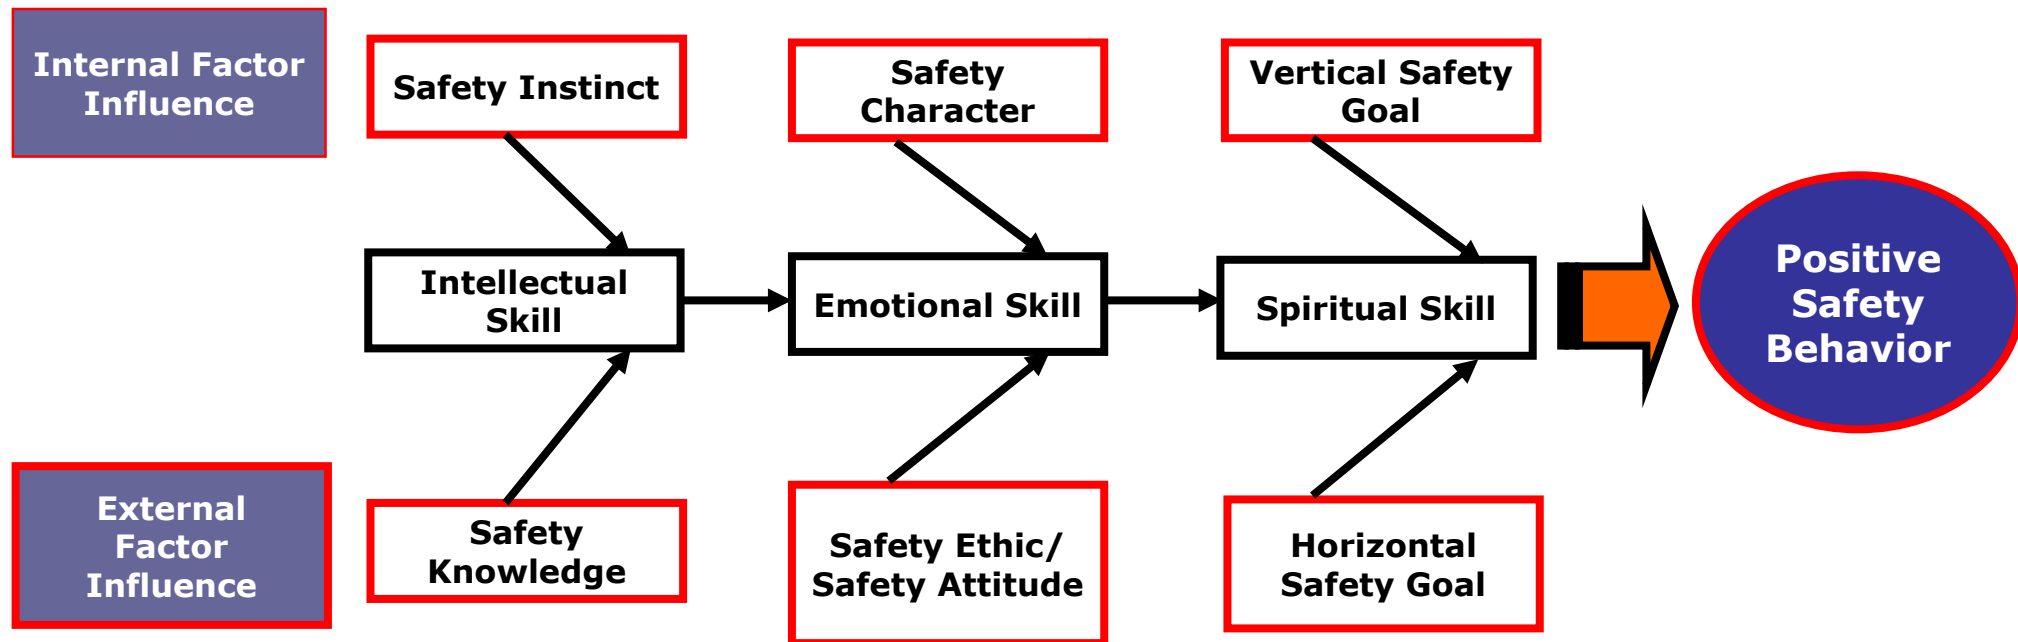 Internal Factor
Influence
Safety Instinct
Safety
Character
Vertical Safety
Goal
Intellectual
Skill
Emotional Skill
Spiritual Skill
Positive
Safety
Behavior
External
Factor
Influence
Safety
Knowledge
Safety Ethic/
Safety Attitude
Horizontal
Safety Goal